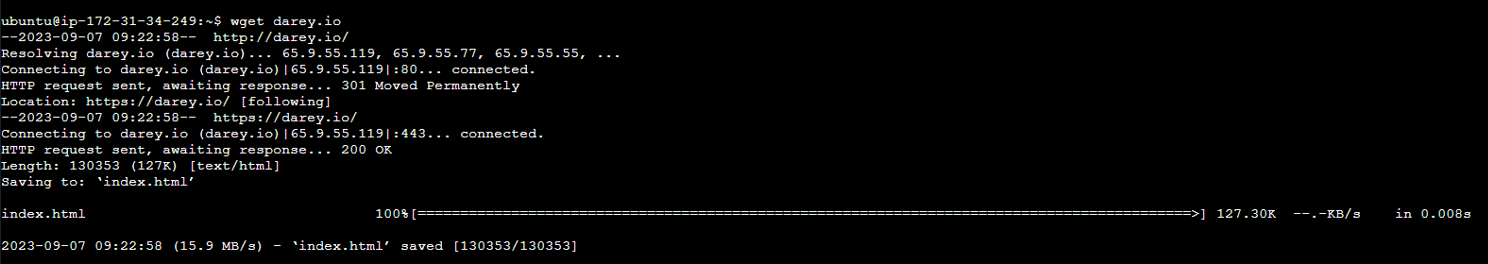 ubuntu@ip-172-31-34-249:~$ wget darey.io
--2023-09-07 09:22:58--  http://darey.io/
Resolving darey.io (darey.io)... 65.9.55.119, 65.9.55.77, 65.9.55.55, ...
Connecting to darey.io (darey.io)|65.9.55.119|:80... connected.
HTTP request sent, awaiting response... 301 Moved Permanently
Location: https://darey.io/ [following]
--2023-09-07 09:22:58--  https://darey.io/
Connecting to darey.io (darey.io)|65.9.55.119|:443... connected.
HTTP request sent, awaiting response... 200 OK
Length: 130353 (127K) [text/html]
Saving to: ‘index.html’
index.html                                  100%[===========================================================================================>] 127.30K  --.-KB/s    in 0.008s
2023-09-07 09:22:58 (15.9 MB/s) - ‘index.html’ saved [130353/130353]